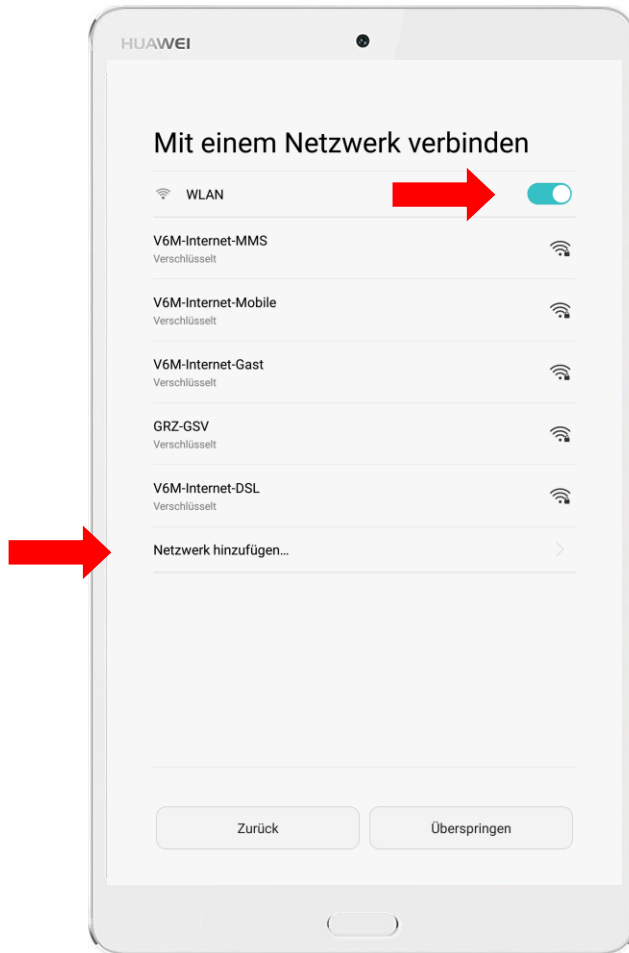 HUAWEI
Mit einem Netzwerk verbinden
WLAN
V6M-Internet-MMS
Verschlüsselt
V6M-Internet-Mobile
Verschlüsselt
V6M-Internet-Gast
Verschlüsselt
GRZ-GSV
Verschlüsselt
V6M-Internet-DSL
Verschlüsselt
Netzwerk hinzufügen...
Zurück
Überspringen